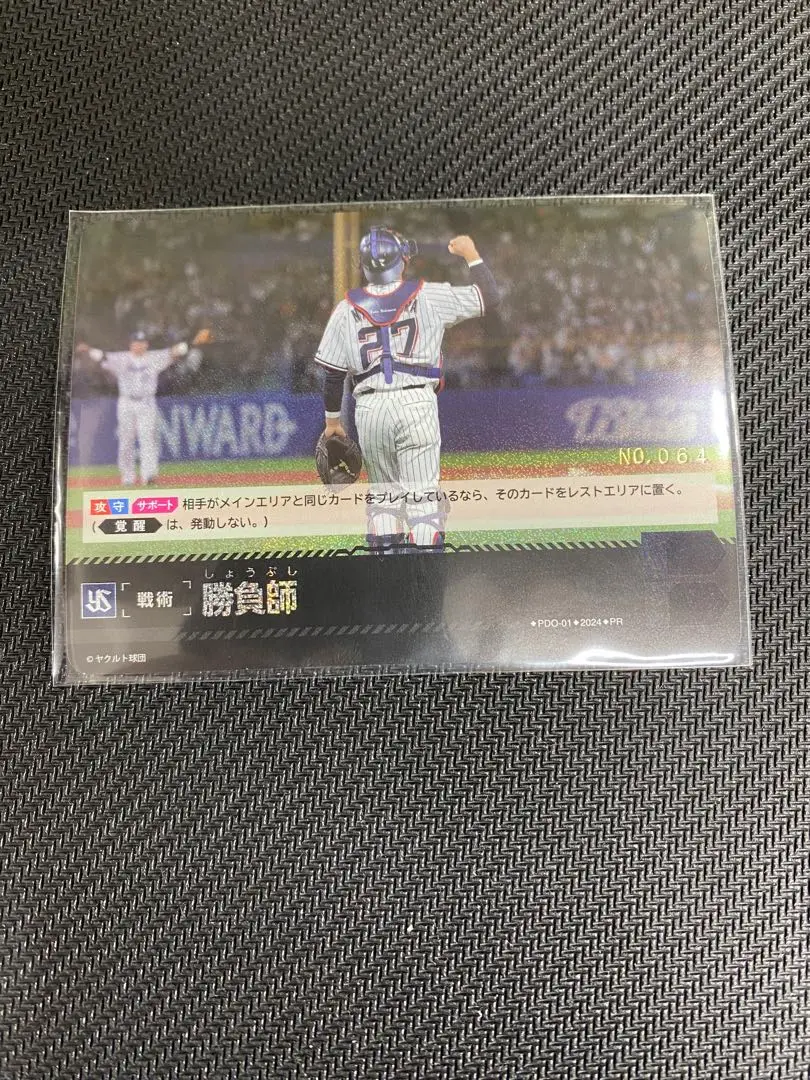 27
NWARD
NO,064
攻 守 サポート 相手がメインエリアと同じカードをプレイしているなら、そのカードをレストエリアに置く。
(覚醒は、発動しない。)
しょうぶし
YS 戦術 勝負師
◆PDO-01◆2024◆PR
©ヤクルト球団